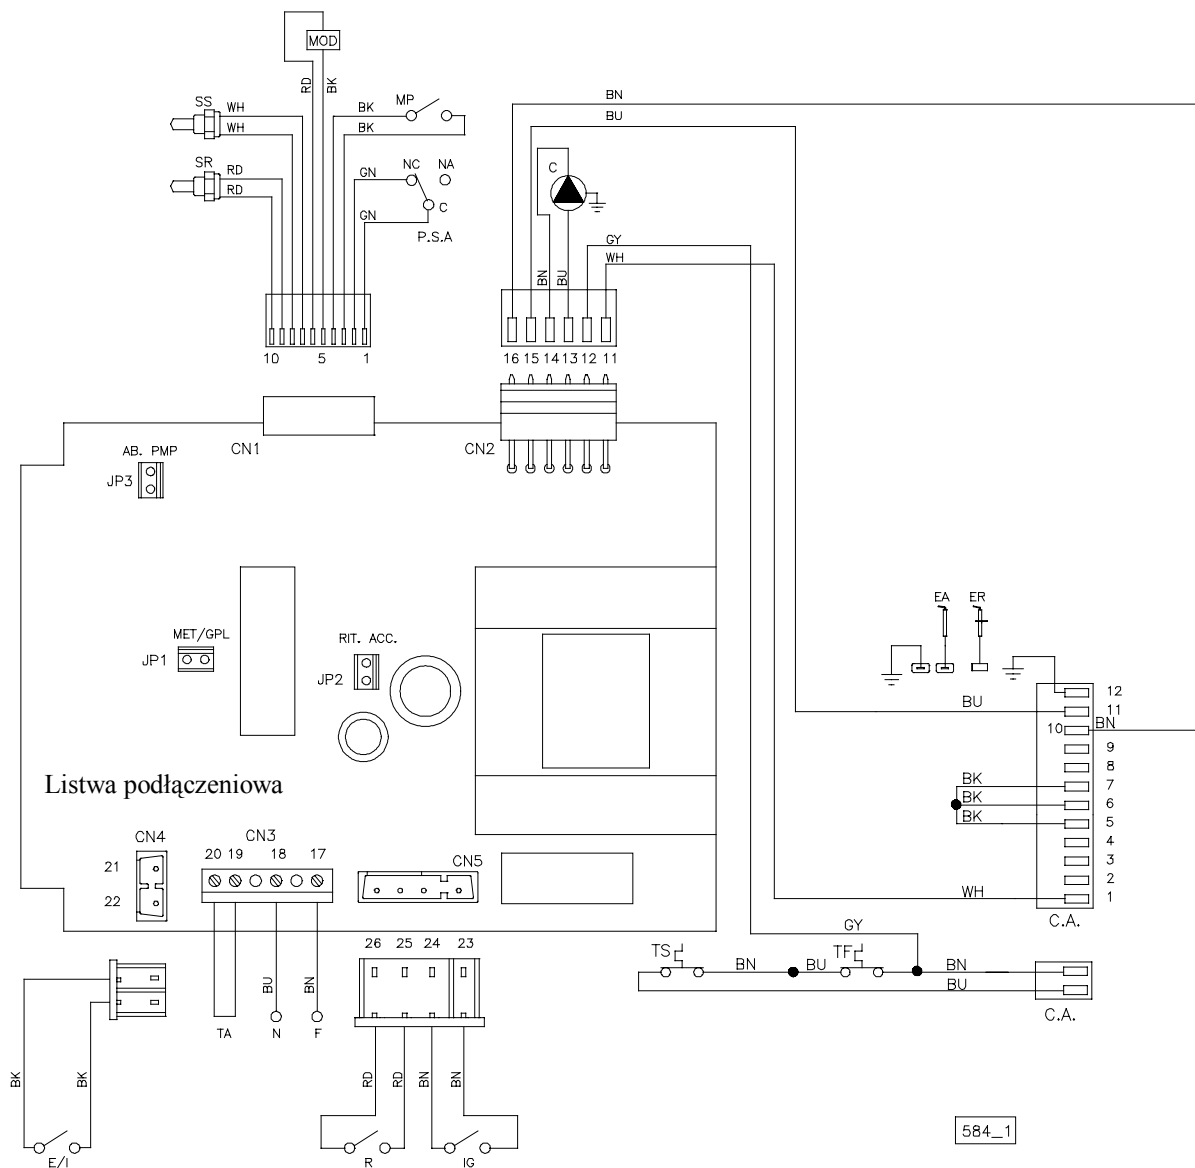 MOD
RD
BK
SS
WH
WH
BK
MP
BK
SR
RD
RD
GN
NC
NA
C
GN
P.S.A
BN
BU
C
GY
WH
BN
BU
10
5
1
16 15 14 13 12 11
CN1
CN2
AB. PMP
JP3
MET/GPL
JP1
RIT. ACC.
JP2
Listwa podłączeniowa
EA
ER
BU
BN
12
11
10
9
8
7
6
5
4
3
2
1
BK
BK
BK
WH
C.A.
CN4
21
22
CN3
20 19 18 17
CN5
26 25 24 23
GY
TS
BN
BU
TF
BN
BU
C.A.
BU
BN
TA
N
F
BK
BK
E/I
RD
RD
BN
BN
R
IG
584_1